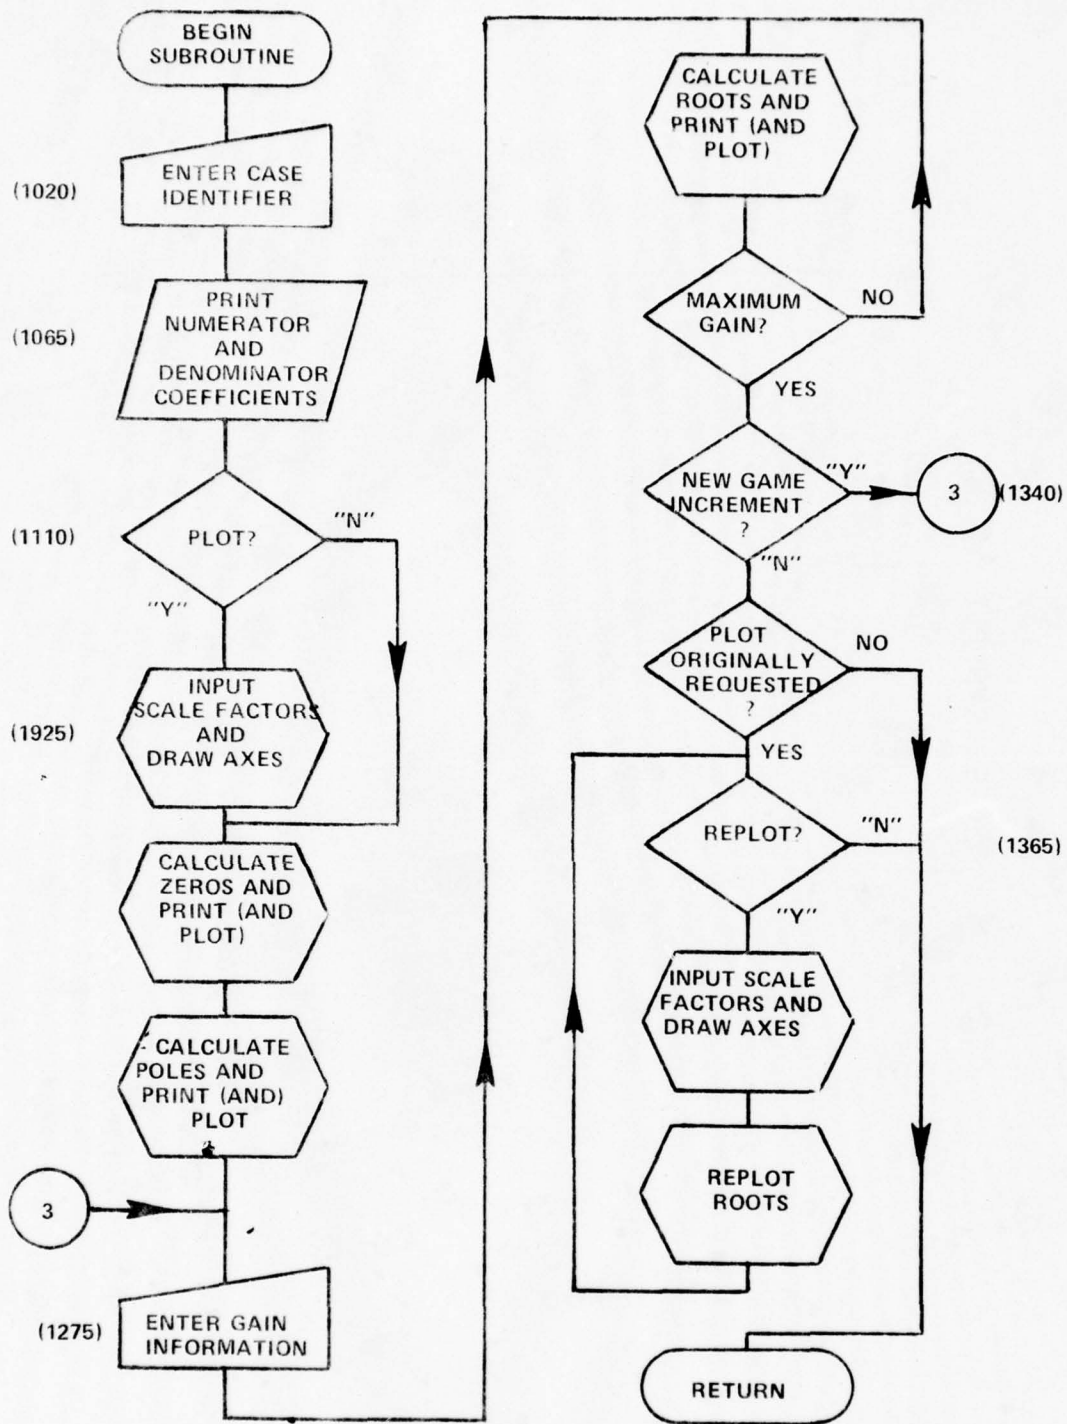 BEGIN
SUBROUTINE
(1020)
ENTER CASE
IDENTIFIER
(1065)
PRINT
NUMERATOR
AND
DENOMINATOR
COEFFICIENTS
(1110)
PLOT?
"N"
"Y"
(1925)
INPUT
SCALE FACTORS
AND
DRAW AXES
CALCULATE
ZEROS AND
PRINT (AND
PLOT)
CALCULATE
POLES AND
PRINT (AND)
PLOT
3
(1275)
ENTER GAIN
INFORMATION
CALCULATE
ROOTS AND
PRINT (AND
PLOT)
MAXIMUM
GAIN?
NO
YES
NEW GAME
INCREMENT
?
"Y"
3
(1340)
"N"
PLOT
ORIGINALLY
REQUESTED
?
NO
YES
REPLOT?
"N"
(1365)
"Y"
INPUT SCALE
FACTORS AND
DRAW AXES
REPLOT
ROOTS
RETURN